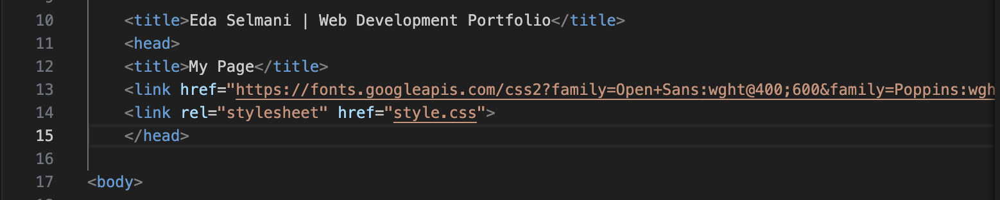 10 <title>Eda Selmani | Web Development Portfolio</title>
11 <head>
12 <title>My Page</title>
13 <link href="https://fonts.googleapis.com/css2?family=Open+Sans:wght@400;600&family=Poppins:wgh
14 <link rel="stylesheet" href="style.css">
15 </head>
16
17 <body>